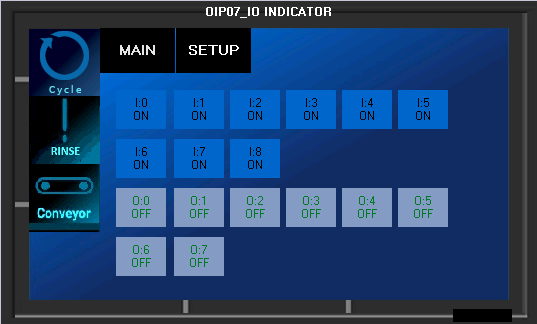 OIP07_IO INDICATOR
MAIN SETUP
Cycle
I:0 I:1 I:2 I:3 I:4 I:5
ON ON ON ON ON ON
RINSE
I:6 I:7 I:8
ON ON ON
Conveyor
O:0 O:1 O:2 O:3 O:4 O:5
OFF OFF OFF OFF OFF OFF
O:6 O:7
OFF OFF